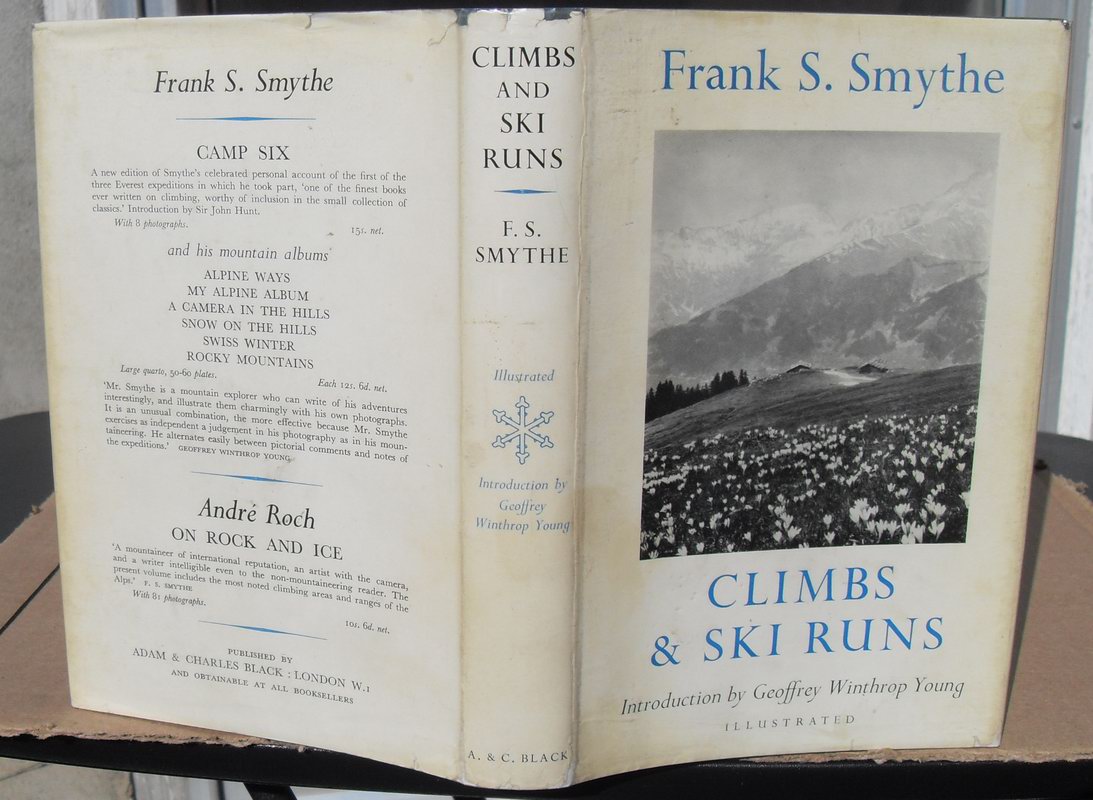 Frank S. Smythe
CAMP SIX
A new edition of Smythe's celebrated personal account of the first of the
three Everest expeditions in which he took part, 'one of the finest books
ever written on climbing, worthy of inclusion in the small collection of
classics.' Introduction by Sir John Hunt.
With 8 photographs.
15s. net.
and his mountain albums
ALPINE WAYS
MY ALPINE ALBUM
A CAMERA IN THE HILLS
SNOW ON THE HILLS
SWISS WINTER
ROCKY MOUNTAINS
Large quarto, 50-60 plates.
Each 12s. 6d. net.
'Mr. Smythe is a mountain explorer who can write of his adventures
interestingly, and illustrate them charmingly with his own photographs.
It is an unusual combination, the more effective because Mr. Smythe
exercises as independent a judgement in his photography as in his moun-
taineering. He alternates easily between pictorial comments and notes of
the expeditions.' GEOFFREY WINTHROP YOUNG
André Roch
ON ROCK AND ICE
'A mountaineer of international reputation, an artist with the camera,
and a writer intelligible even to the non-mountaineering reader. The
present volume includes the most noted climbing areas and ranges of the
Alps.' F. S. SMYTHE
With 81 photographs.
10s. 6d. net.
PUBLISHED BY
ADAM & CHARLES BLACK : LONDON W.1
AND OBTAINABLE AT ALL BOOKSELLERS
CLIMBS
AND
SKI
RUNS
F. S.
SMYTHE
Illustrated
Introduction by
Geoffrey
Winthrop Young
A. & C. BLACK
Frank S. Smythe
CLIMBS
& SKI RUNS
Introduction by Geoffrey Winthrop Young
ILLUSTRATED